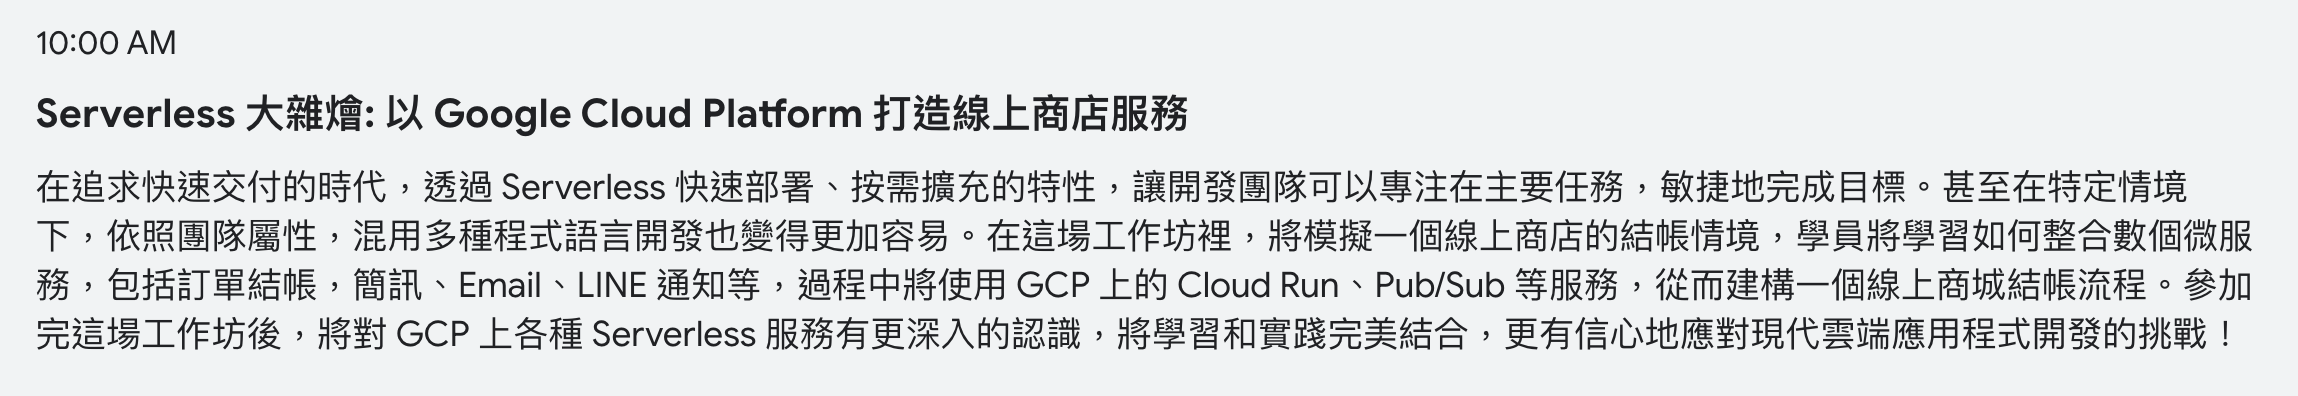 10:00 AM
Serverless 大雜燴: 以 Google Cloud Platform 打造線上商店服務
在追求快速交付的時代，透過 Serverless 快速部署、按需擴充的特性，讓開發團隊可以專注在主要任務，敏捷地完成目標。甚至在特定情境
下，依照團隊屬性，混用多種程式語言開發也變得更加容易。在這場工作坊裡，將模擬一個線上商店的結帳情境，學員將學習如何整合數個微服
務，包括訂單結帳，簡訊、Email、LINE 通知等，過程中將使用 GCP 上的 Cloud Run、Pub/Sub 等服務，從而建構一個線上商城結帳流程。參加
完這場工作坊後，將對 GCP 上各種 Serverless 服務有更深入的認識，將學習和實踐完美結合，更有信心地應對現代雲端應用程式開發的挑戰！